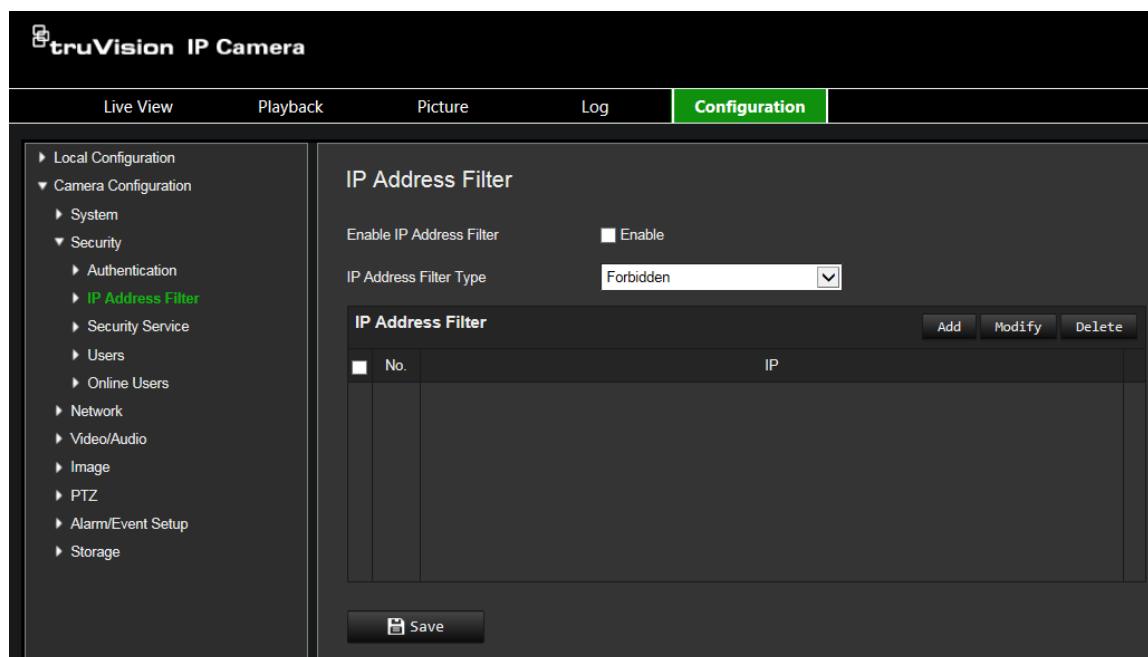 truVision IP Camera
Live View Playback Picture Log Configuration
Local Configuration
Camera Configuration
System
Security
Authentication
IP Address Filter
Security Service
Users
Online Users
Network
Video/Audio
Image
PTZ
Alarm/Event Setup
Storage
IP Address Filter
Enable IP Address Filter Enable
IP Address Filter Type Forbidden
IP Address Filter Add Modify Delete
No. IP
Save